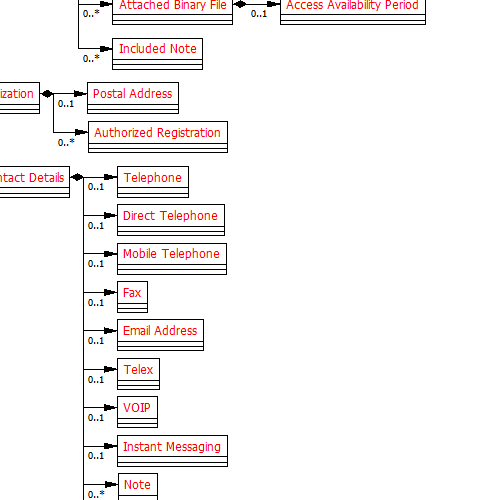 Attached Binary File
0..*
0..1
Access Availability Period
Included Note
0..*
ization
0..1
Postal Address
Authorized Registration
0..*
ntact Details
0..1
Telephone
Direct Telephone
0..1
Mobile Telephone
0..1
Fax
0..1
Email Address
0..1
Telex
0..1
VOIP
0..1
Instant Messaging
0..1
Note
0..*